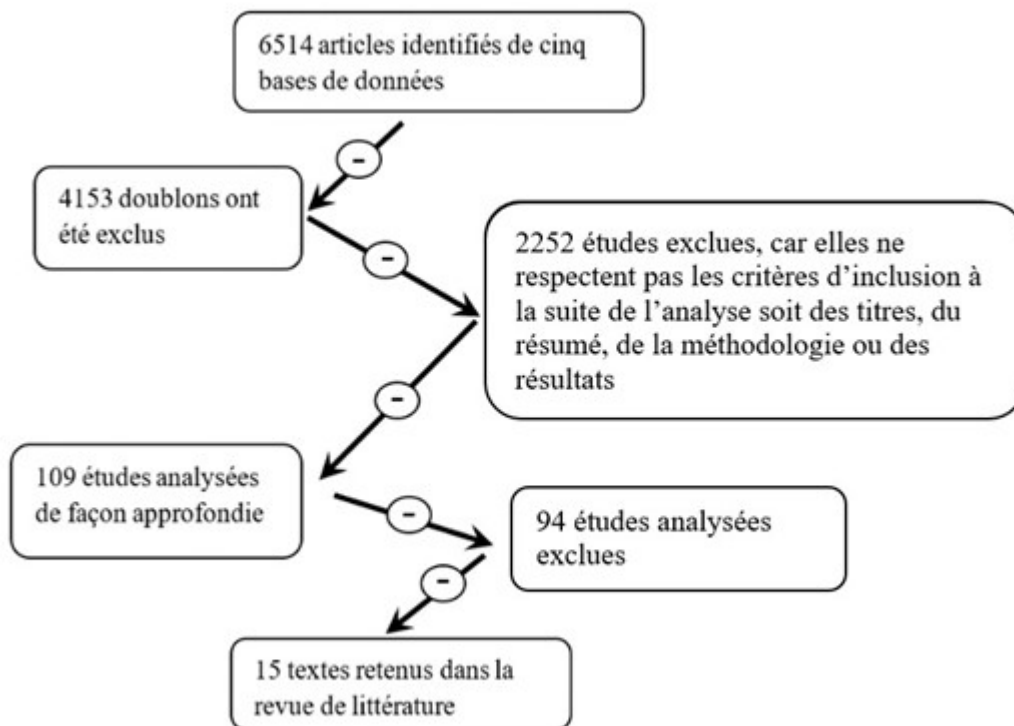 6514 articles identifiés de cinq
bases de données
-
4153 doublons ont
été exclus
-
2252 études exclues, car elles ne
respectent pas les critères d’inclusion à
la suite de l’analyse soit des titres, du
résumé, de la méthodologie ou des
résultats
-
109 études analysées
de façon approfondie
-
94 études analysées
exclues
-
15 textes retenus dans la
revue de littérature